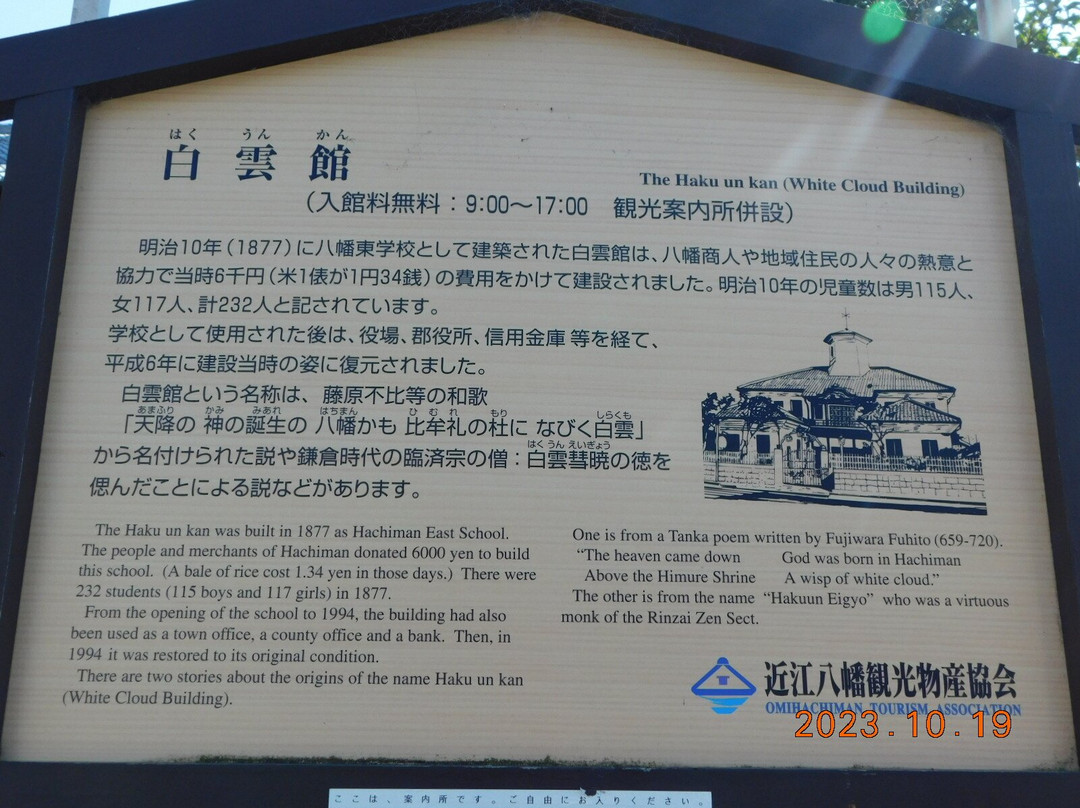 はく うん かん
白雲館
The Haku un kan (White Cloud Building)
(入館料無料：9:00〜17:00　観光案内所併設)
明治10年(1877)に八幡東学校として建築された白雲館は、八幡商人や地域住民の人々の熱意と
協力で当時6千円(米1俵が1円34銭)の費用をかけて建設されました。明治10年の児童数は男115人、
女117人、計232人と記されています。
学校として使用された後は、役場、郡役所、信用金庫 等を経て、
平成6年に建設当時の姿に復元されました。
白雲館という名称は、藤原不比等の和歌
あまふり かみ みあれ はちまん ひむれ もり しらくも
「天降の 神の誕生の 八幡かも 比牟礼の杜に なびく白雲」
はくうんえいぎょう
から名付けられた説や鎌倉時代の臨済宗の僧：白雲彗暁の徳を
偲んだことによる説などがあります。
The Haku un kan was built in 1877 as Hachiman East School.
The people and merchants of Hachiman donated 6000 yen to build
this school. (A bale of rice cost 1.34 yen in those days.) There were
232 students (115 boys and 117 girls) in 1877.
From the opening of the school to 1994, the building had also
been used as a town office, a county office and a bank. Then, in
1994 it was restored to its original condition.
There are two stories about the origins of the name Haku un kan
(White Cloud Building).
One is from a Tanka poem written by Fujiwara Fuhito (659-720).
“The heaven came down God was born in Hachiman
Above the Himure Shrine A wisp of white cloud.”
The other is from the name “Hakuun Eigyo” who was a virtuous
monk of the Rinzai Zen Sect.
近江八幡観光物産協会
OMIHACHIMAN TOURISM ASSOCIATION
2023.10.19
ここは、案内所です。ご自由にお入りください。